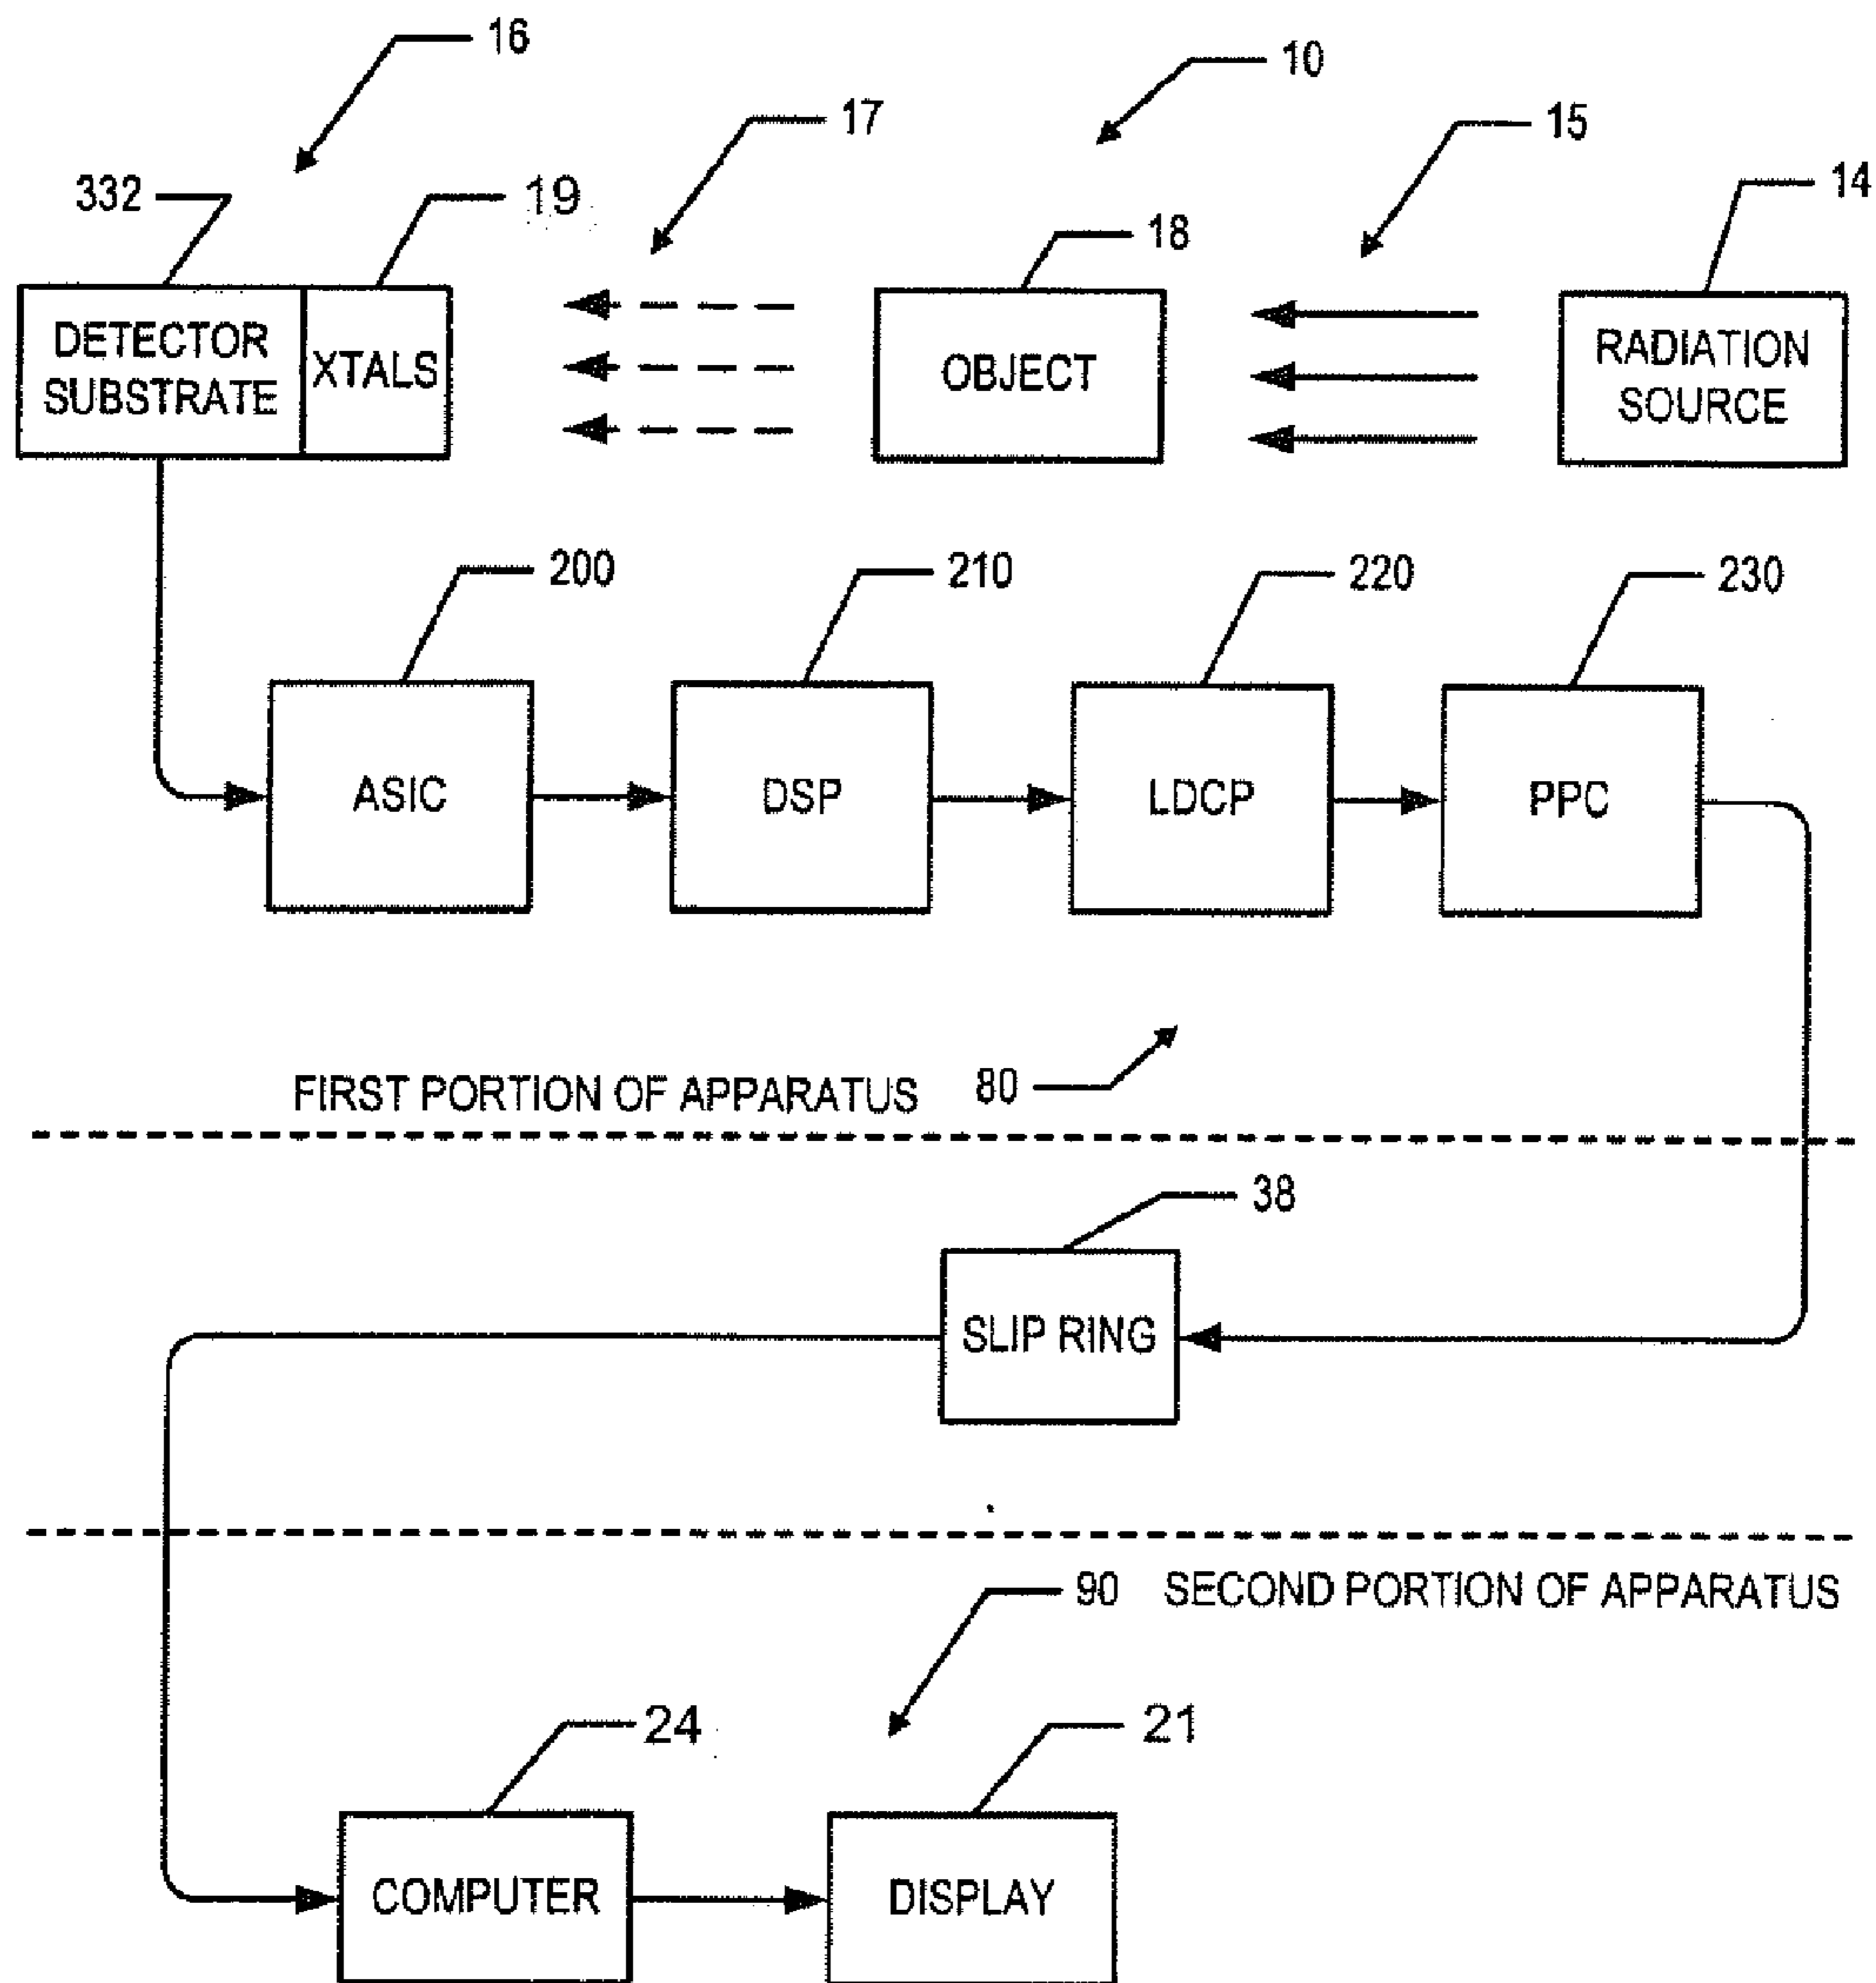 16
10
17
15
332
19
18
14
DETECTOR
SUBSTRATE
XTALS
OBJECT
RADIATION
SOURCE
200
210
220
230
ASIC
DSP
LDCP
PPC
FIRST PORTION OF APPARATUS
80
38
SLIP RING
90
SECOND PORTION OF APPARATUS
24
21
COMPUTER
DISPLAY